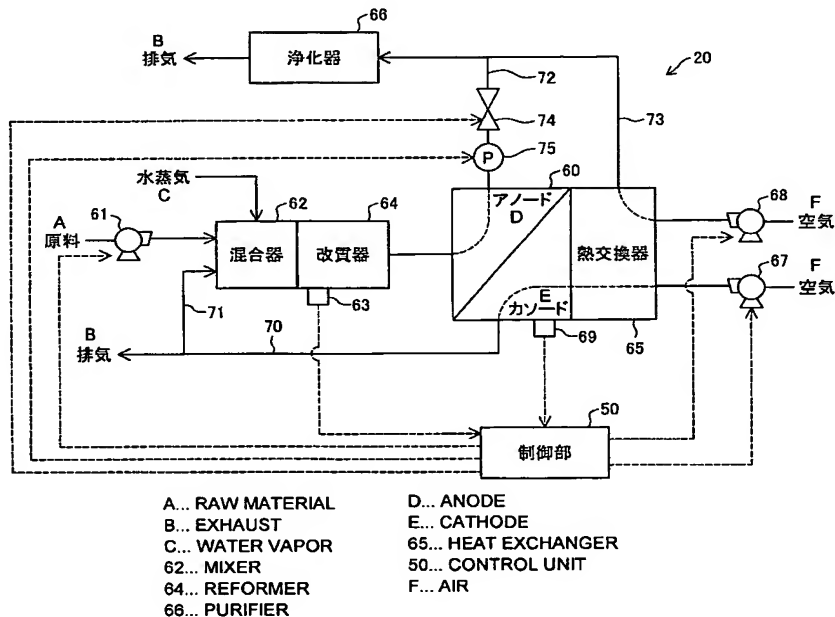 66
B
排気
浄化器
20
72
74
73
75
P
水蒸気
C
60
アノード
D
68
F
空気
A
61
原料
62
64
混合器
改質器
熱交換器
67
F
空気
E
カソード
63
71
69
65
B
排気
70
50
制御部
A... RAW MATERIAL
B... EXHAUST
C... WATER VAPOR
62... MIXER
64... REFORMER
66... PURIFIER
D... ANODE
E... CATHODE
65... HEAT EXCHANGER
50... CONTROL UNIT
F... AIR